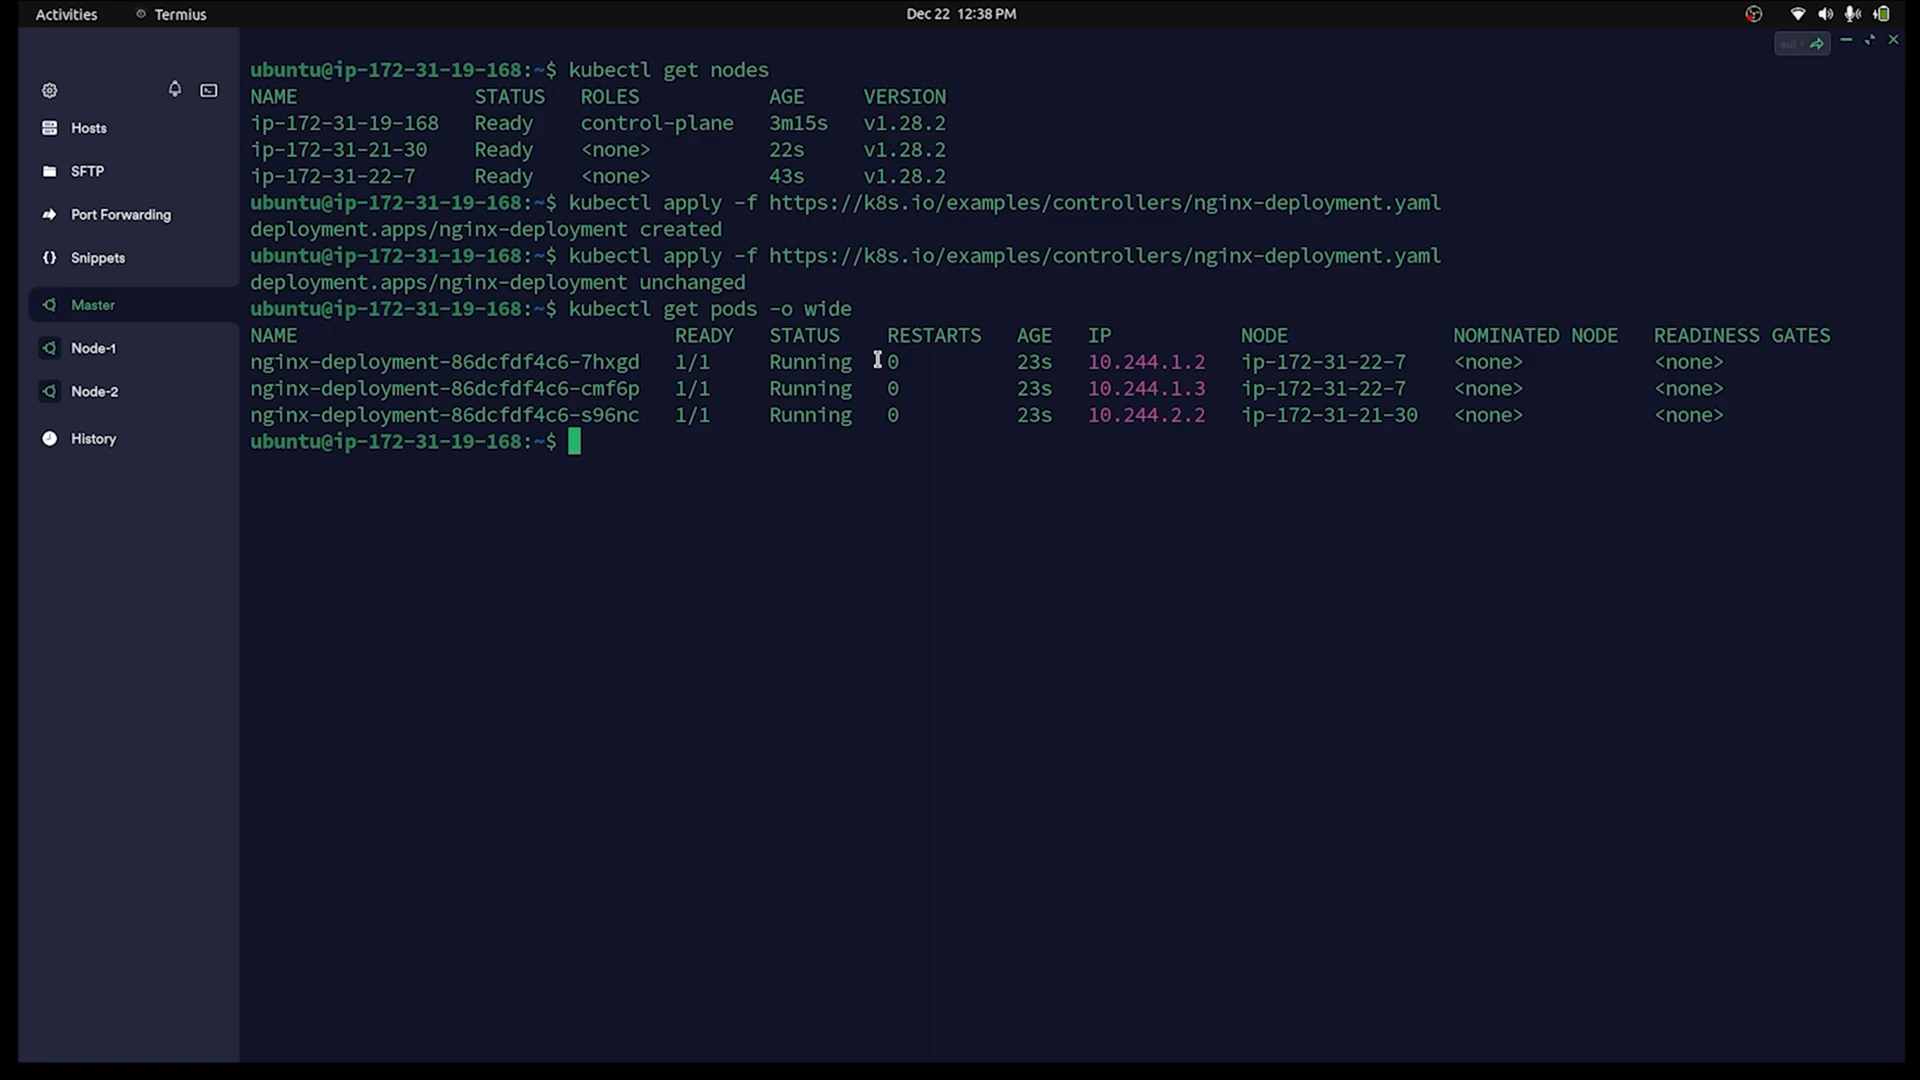 Activities Termius Dec 22 12:38 PM
Hosts
SFTP
Port Forwarding
Snippets
Master
Node-1
Node-2
History
ubuntu@ip-172-31-19-168:~$ kubectl get nodes
NAME STATUS ROLES AGE VERSION
ip-172-31-19-168 Ready control-plane 3m15s v1.28.2
ip-172-31-21-30 Ready <none> 22s v1.28.2
ip-172-31-22-7 Ready <none> 43s v1.28.2
ubuntu@ip-172-31-19-168:~$ kubectl apply -f https://k8s.io/examples/controllers/nginx-deployment.yaml
deployment.apps/nginx-deployment created
ubuntu@ip-172-31-19-168:~$ kubectl apply -f https://k8s.io/examples/controllers/nginx-deployment.yaml
deployment.apps/nginx-deployment unchanged
ubuntu@ip-172-31-19-168:~$ kubectl get pods -o wide
NAME READY STATUS RESTARTS AGE IP NODE NOMINATED NODE READINESS GATES
nginx-deployment-86dcfdf4c6-7hxgd 1/1 Running 0 23s 10.244.1.2 ip-172-31-22-7 <none> <none>
nginx-deployment-86dcfdf4c6-cmf6p 1/1 Running 0 23s 10.244.1.3 ip-172-31-22-7 <none> <none>
nginx-deployment-86dcfdf4c6-s96nc 1/1 Running 0 23s 10.244.2.2 ip-172-31-21-30 <none> <none>
ubuntu@ip-172-31-19-168:~$